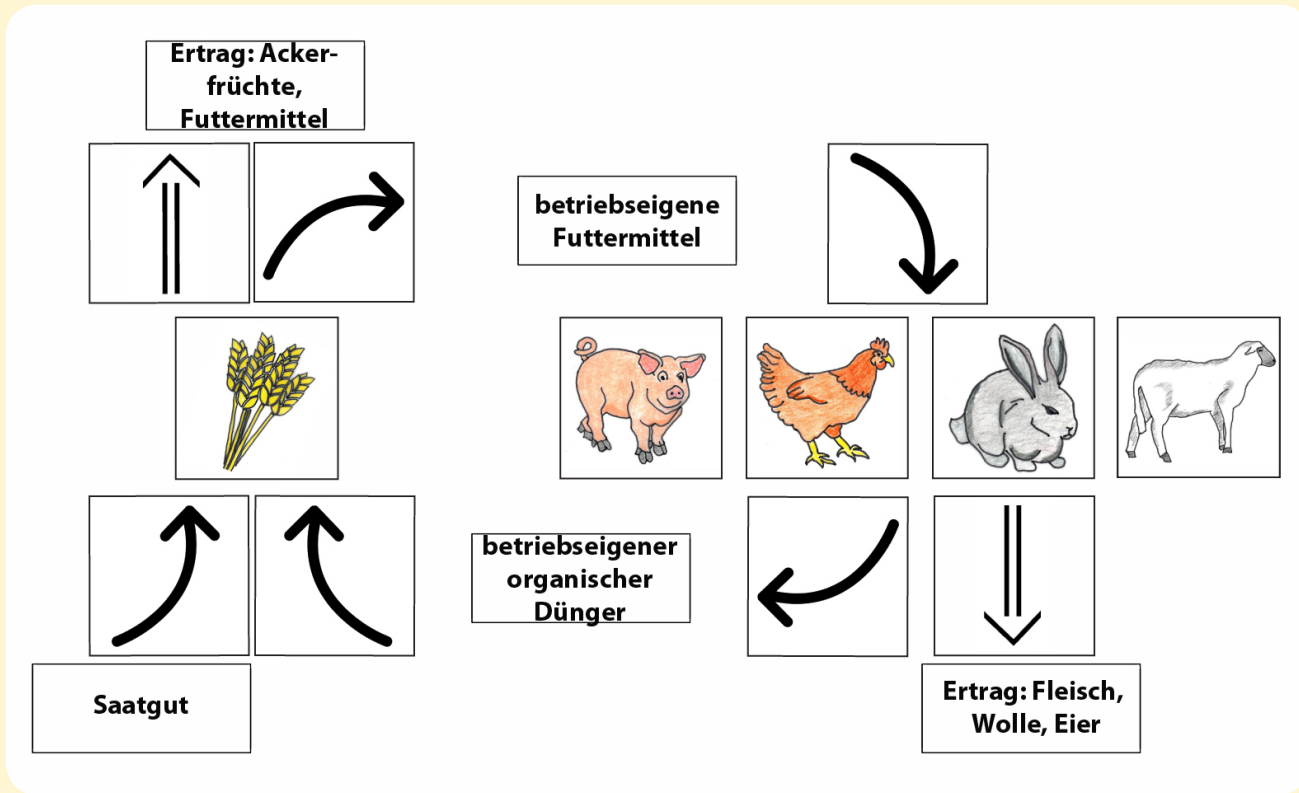 Ertrag: Acker-
früchte,
Futtermittel
betriebseigene
Futtermittel
betriebseigener
organischer
Dünger
Saatgut
Ertrag: Fleisch,
Wolle, Eier